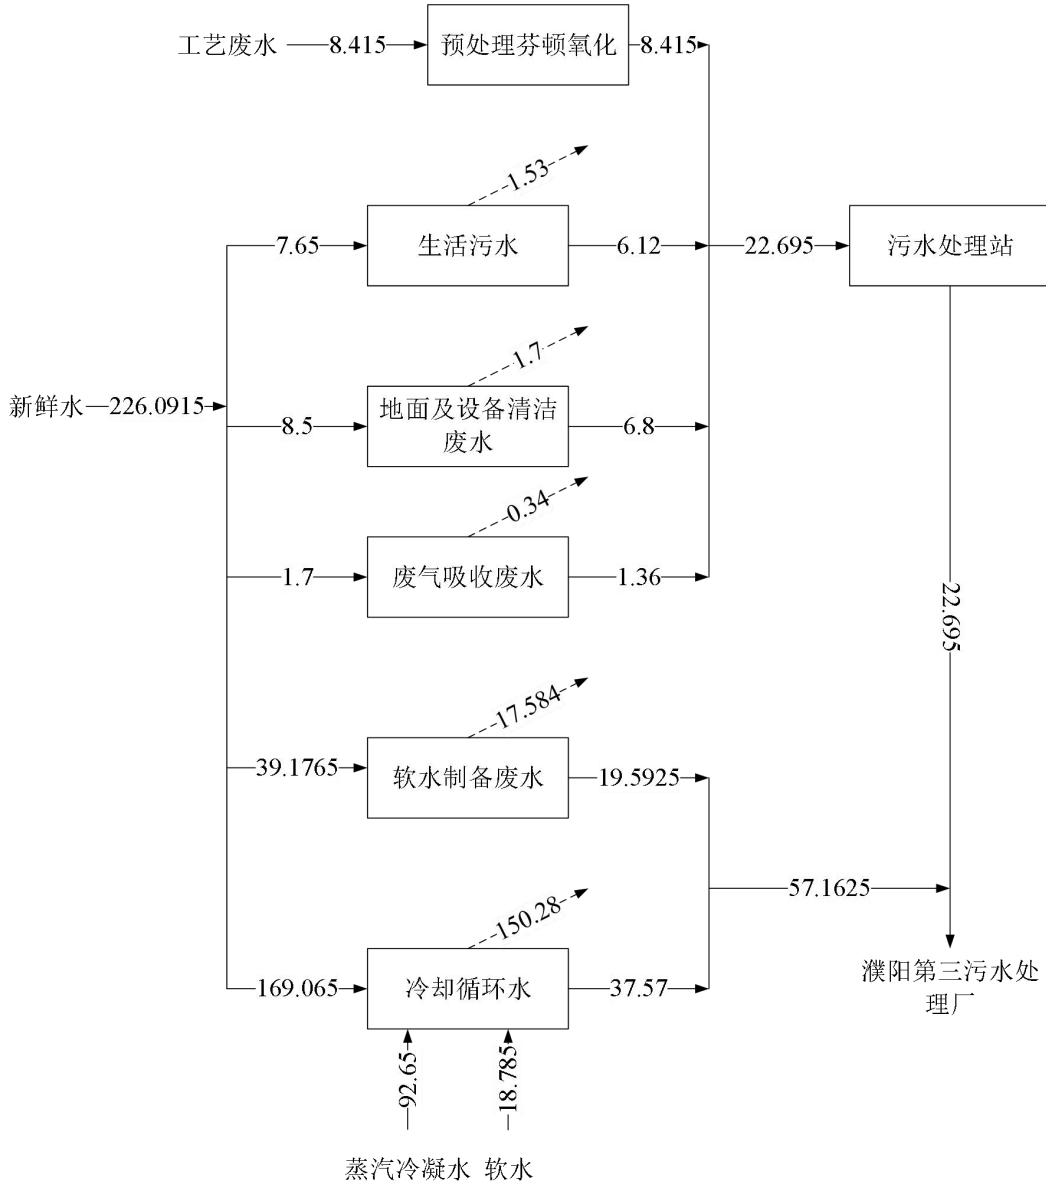 工艺废水
8.415
预处理芬顿氧化
8.415
1.53
7.65
生活污水
6.12
22.695
污水处理站
1.7
新鲜水
226.0915
8.5
地面及设备清洁
废水
6.8
0.34
1.7
废气吸收废水
1.36
22.695
17.584
39.1765
软水制备废水
19.5925
57.1625
150.28
169.065
冷却循环水
37.57
濮阳第三污水处
理厂
92.65
18.785
蒸汽冷凝水
软水